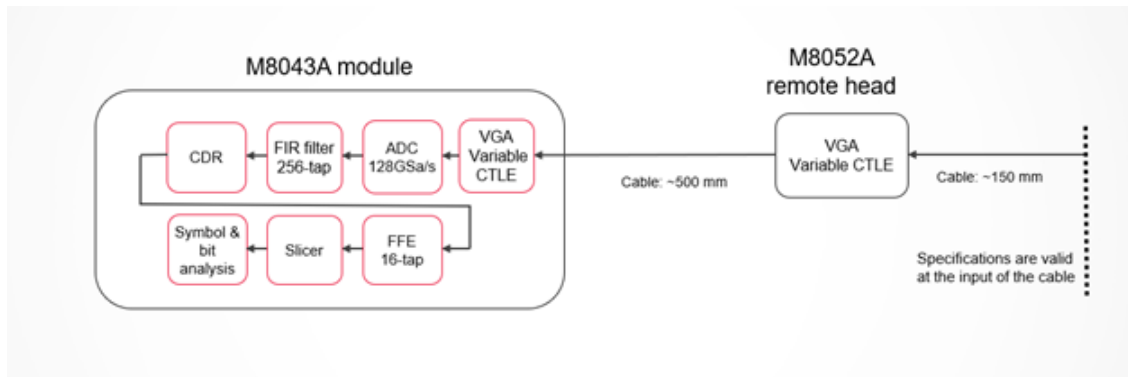 M8043A module
M8052A
remote head
CDR
FIR filter
256-tap
ADC
128GSa/s
VGA
Variable
CTLE
Cable: ~500 mm
VGA
Variable CTLE
Cable: ~150 mm
Symbol &
bit
analysis
Slicer
FFE
16-tap
Specifications are valid
at the input of the cable